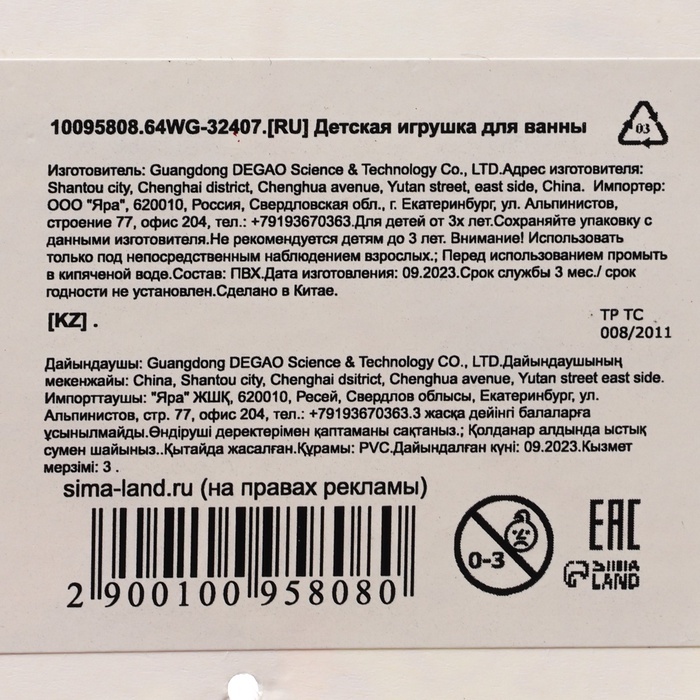 10095808.64WG-32407.[RU] Детская игрушка для ванны
03
Изготовитель: Guangdong DEGAO Science & Technology Co., LTD.Адрес изготовителя:
Shantou city, Chenghai district, Chenghua avenue, Yutan street, east side, China. Импортер:
ООО "Яра", 620010, Россия, Свердловская обл., г. Екатеринбург, ул. Альпинистов,
строение 77, офис 204, тел.: +79193670363.Для детей от 3х лет.Сохраняйте упаковку с
данными изготовителя.Не рекомендуется детям до 3 лет. Внимание! Использовать
только под непосредственным наблюдением взрослых.; Перед использованием промыть
в кипяченой воде.Состав: ПВХ.Дата изготовления: 09.2023.Срок службы 3 мес./ срок
годности не установлен.Сделано в Китае.
[KZ] .
ТР ТС
008/2011
Дайындаушы: Guangdong DEGAO Science & Technology CO., LTD.Дайындаушының
мекенжайы: China, Shantou city, Chenghai dsitrict, Chenghua avenue, Yutan street east side.
Импорттаушы: "Яра" ЖШҚ, 620010, Ресей, Свердлов облысы, Екатеринбург, ул.
Альпинистов, стр. 77, офис 204, тел.: +79193670363.3 жасқа дейінгі балаларға
ұсынылмайды.Өндіруші деректерімен қаптаманы сақтаңыз.; Қолданар алдында ыстық
сумен шайыңыз..Қытайда жасалған.Құрамы: PVC.Дайындалған күні: 09.2023.Кызмет
мерзімі: 3 .
sima-land.ru (на правах рекламы)
2 900100 958080
0-3
EAC
SIMA
LAND